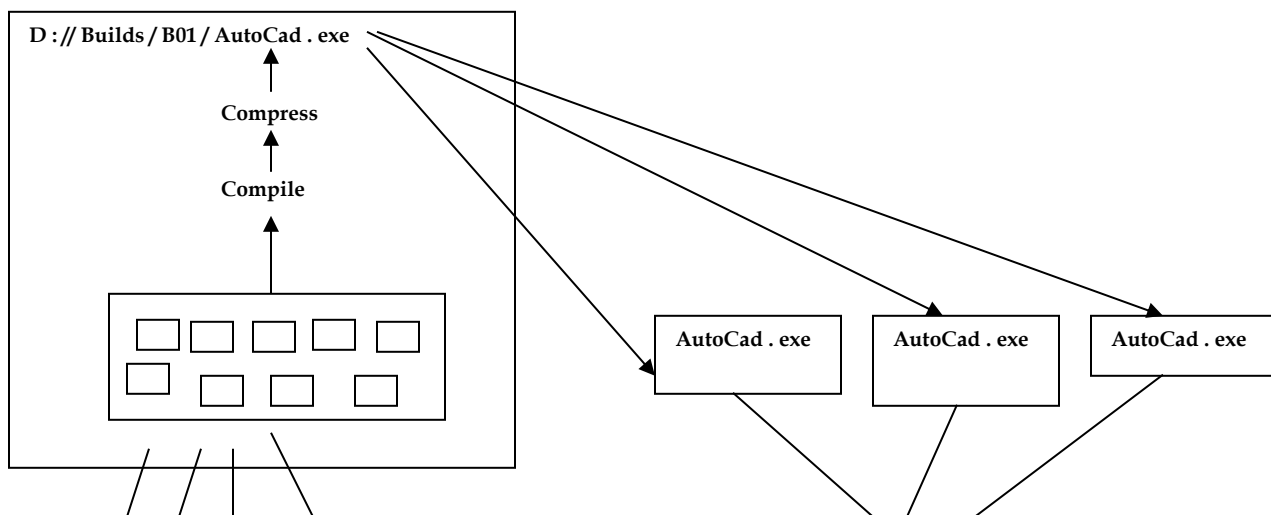 D : // Builds / B01 / AutoCad . exe
Compress
Compile
AutoCad . exe
AutoCad . exe
AutoCad . exe